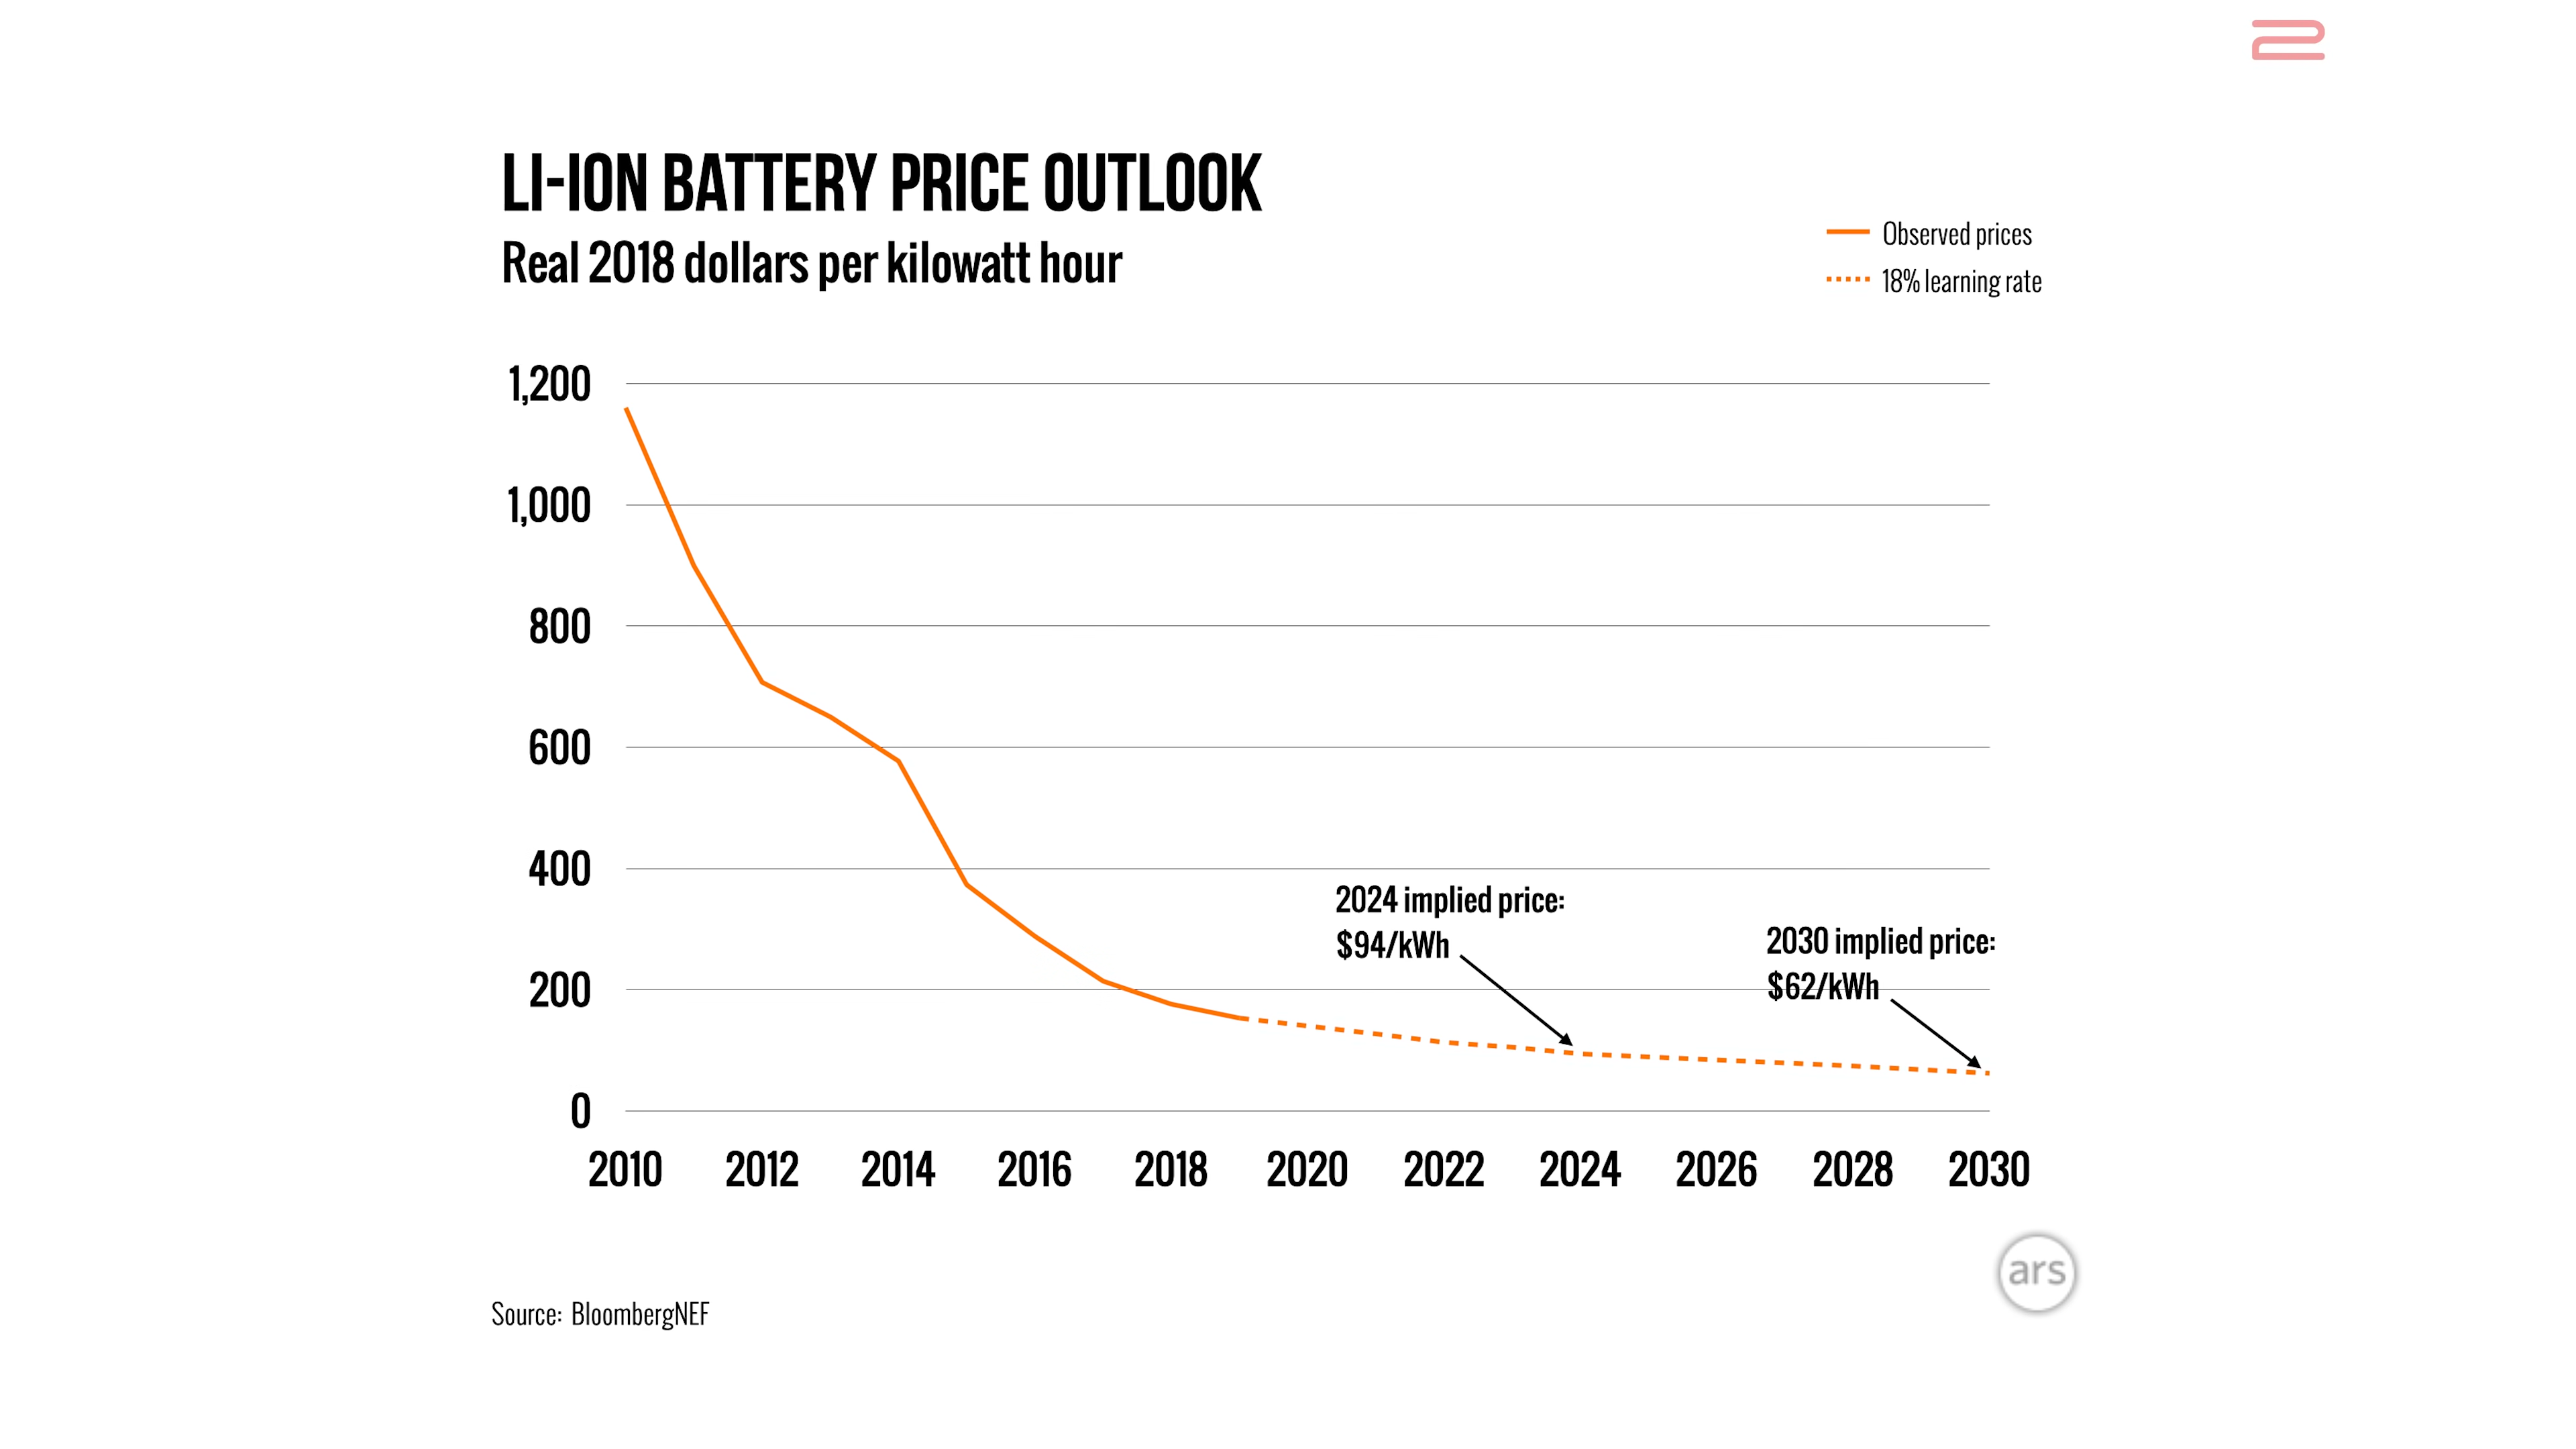 LI-ION BATTERY PRICE OUTLOOK
Real 2018 dollars per kilowatt hour
Observed prices
18% learning rate
1,200
1,000
800
600
400
200
0
2024 implied price:
$94/kWh
2030 implied price:
$62/kWh
2010 2012 2014 2016 2018 2020 2022 2024 2026 2028 2030
ars
Source: BloombergNEF